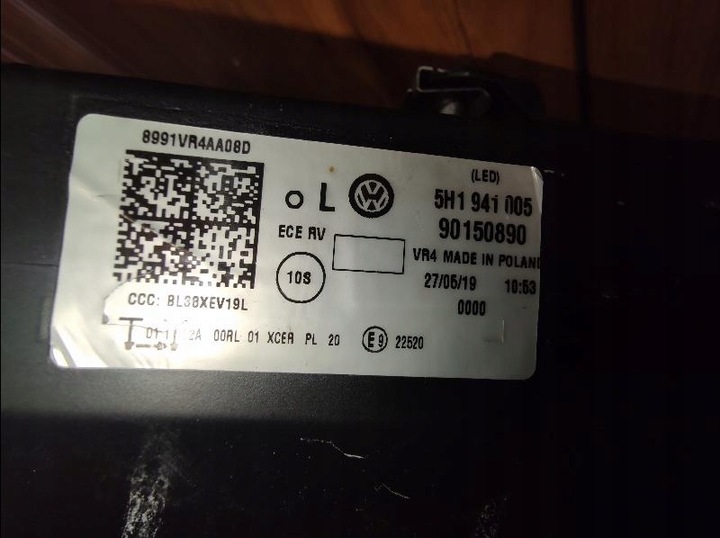 8991VR4AA08D
(LED)
L
5H1 941 005
ECE RV
90150890
VR4 MADE IN POLAND
10S
27/05/19 10:53
CCC: BL38XEV19L
0000
00RL 01 XCER PL 20 E9 22520